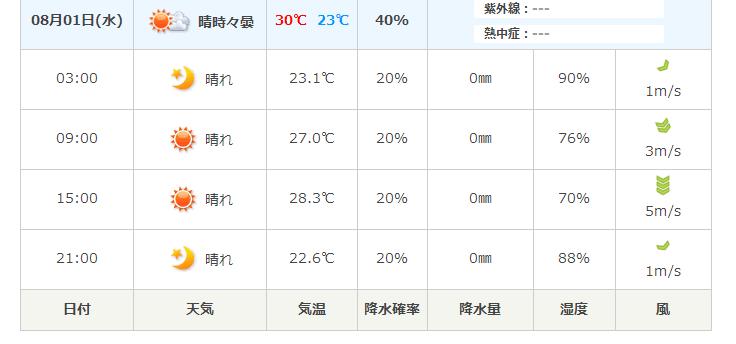 紫外線：---
08月01日(水) 晴時々曇 30℃ 23℃ 40%
熱中症：---
03:00 晴れ 23.1℃ 20% 0㎜ 90% 1m/s
09:00 晴れ 27.0℃ 20% 0㎜ 76% 3m/s
15:00 晴れ 28.3℃ 20% 0㎜ 70% 5m/s
21:00 晴れ 22.6℃ 20% 0㎜ 88% 1m/s
日付 天気 気温 降水確率 降水量 湿度 風